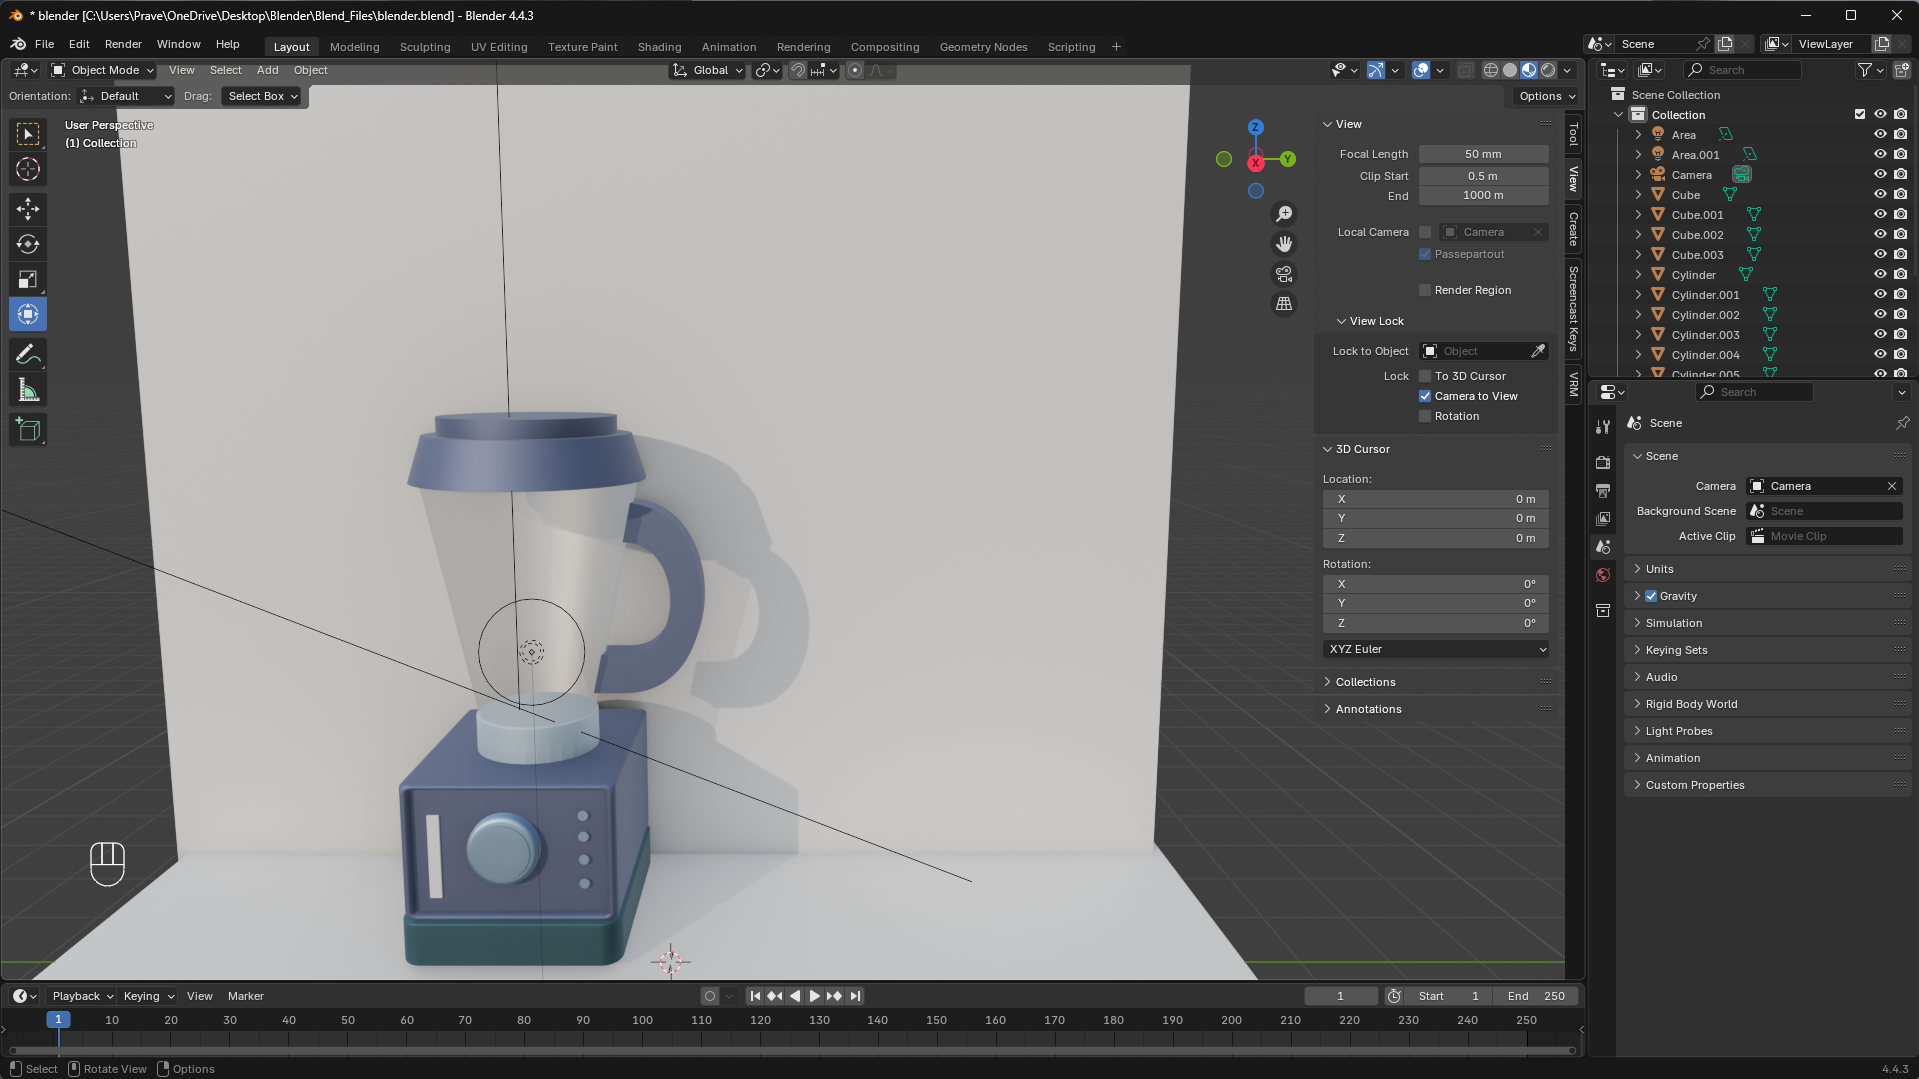 * blender [C:\Users\Prave\OneDrive\Desktop\Blender\Blend_Files\blender.blend] - Blender 4.4.3
File Edit Render Window Help Layout Modeling Sculpting UV Editing Texture Paint Shading Animation Rendering Compositing Geometry Nodes Scripting + Scene ViewLayer
Object Mode View Select Add Object Global Search
Orientation: Default Drag: Select Box Options
User Perspective
(1) Collection
Z
Y
X
View
Focal Length 50 mm
Clip Start 0.5 m
End 1000 m
Local Camera Camera
Passepartout
Render Region
View Lock
Lock to Object Object
Lock To 3D Cursor
Camera to View
Rotation
3D Cursor
Location:
X 0 m
Y 0 m
Z 0 m
Rotation:
X 0°
Y 0°
Z 0°
XYZ Euler
Collections
Annotations
Tool
View
Create
Screencast Keys
VRM
Scene Collection
Collection
Area
Area.001
Camera
Cube
Cube.001
Cube.002
Cube.003
Cylinder
Cylinder.001
Cylinder.002
Cylinder.003
Cylinder.004
Cylinder.005
Search
Scene
Scene
Camera Camera
Background Scene Scene
Active Clip Movie Clip
Units
Gravity
Simulation
Keying Sets
Audio
Rigid Body World
Light Probes
Animation
Custom Properties
Playback Keying View Marker 1 Start 1 End 250
1 10 20 30 40 50 60 70 80 90 100 110 120 130 140 150 160 170 180 190 200 210 220 230 240 250
Select Rotate View Options 4.4.3